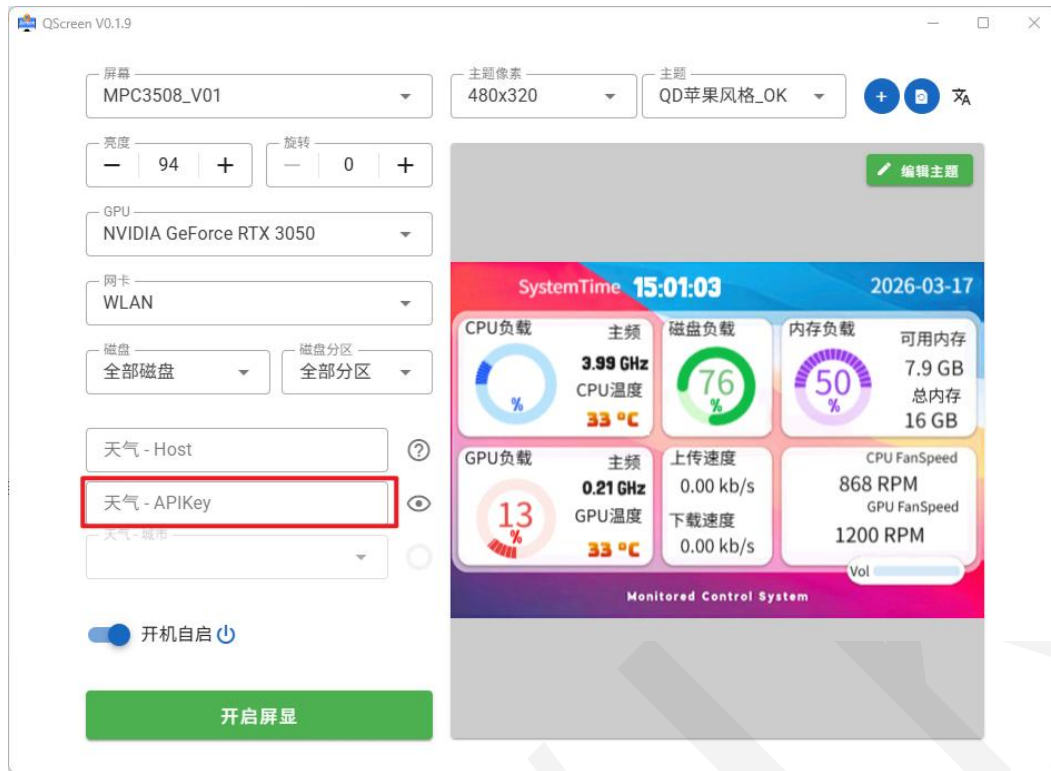 QScreen V0.1.9
屏幕
MPC3508_V01
主题像素
480x320
主题
QD苹果风格_OK
亮度
94
旋转
0
编辑主题
GPU
NVIDIA GeForce RTX 3050
网卡
WLAN
磁盘
全部磁盘
磁盘分区
全部分区
天气 - Host
天气 - APIKey
天气 - 城市
开机自启
开启屏显
SystemTime 15:01:03
2026-03-17
CPU负载
%
主频
3.99 GHz
CPU温度
33 °C
磁盘负载
76
%
内存负载
50
%
可用内存
7.9 GB
总内存
16 GB
GPU负载
13
%
主频
0.21 GHz
GPU温度
33 °C
上传速度
0.00 kb/s
下载速度
0.00 kb/s
CPU FanSpeed
868 RPM
GPU FanSpeed
1200 RPM
Vol
Monitored Control System